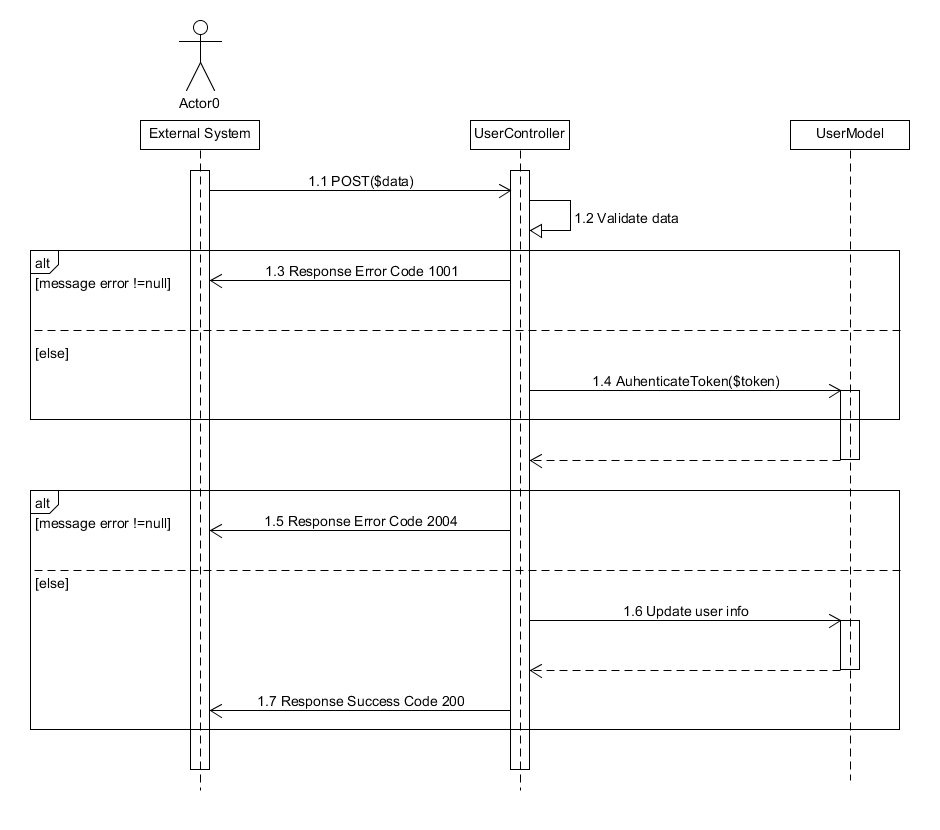 Actor0
External System
UserController
UserModel
1.1 POST($data)
1.2 Validate data
alt
1.3 Response Error Code 1001
[message error !=null]
[else]
1.4 AuhenticateToken($token)
alt
1.5 Response Error Code 2004
[message error !=null]
[else]
1.6 Update user info
1.7 Response Success Code 200